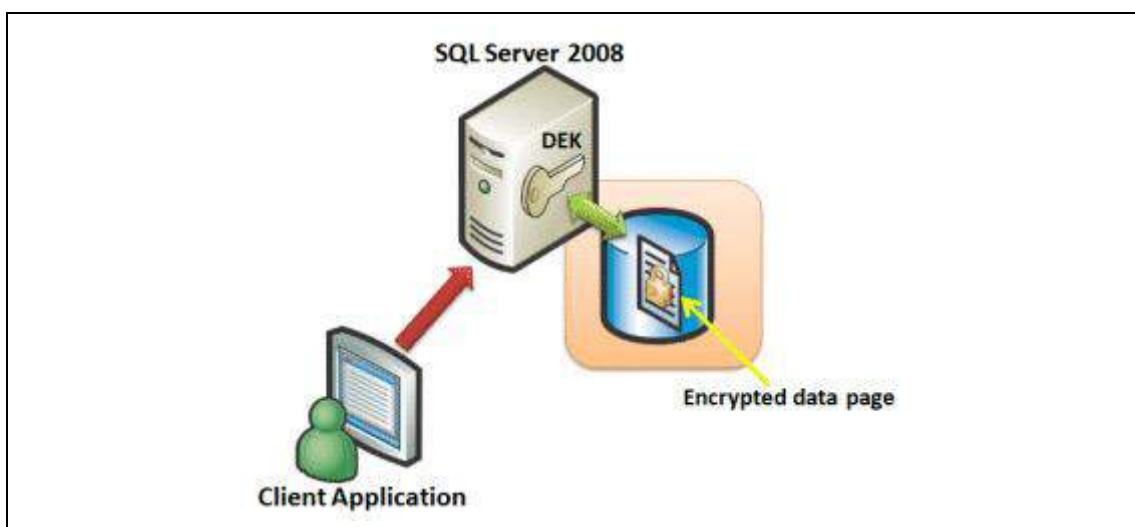 SQL Server 2008
DEK
Encrypted data page
Client Application